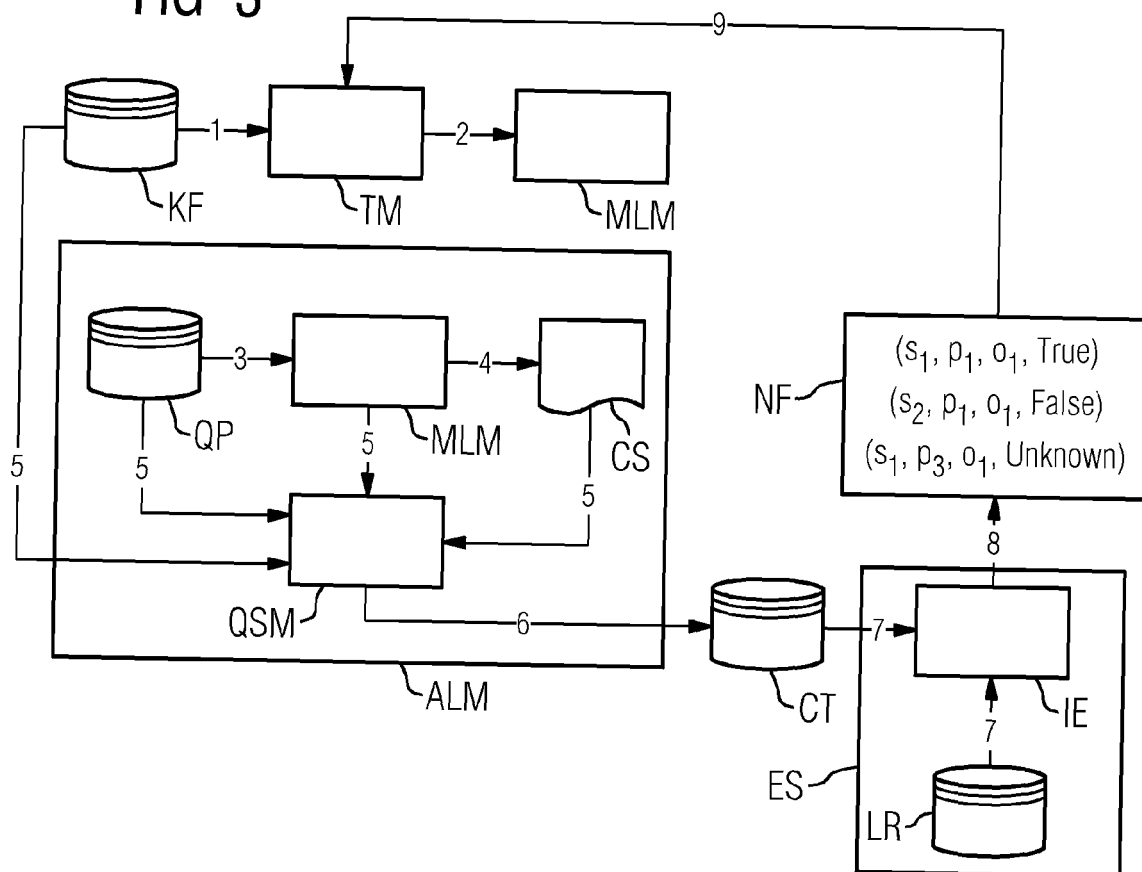 FIG 3
9
1
2
KF
TM
MLM
3
4
QP
MLM
CS
5
5
5
5
QSM
6
ALM
(s₁, p₁, o₁, True)
(s₂, p₁, o₁, False)
(s₁, p₃, o₁, Unknown)
NF
8
7
CT
IE
7
ES
LR